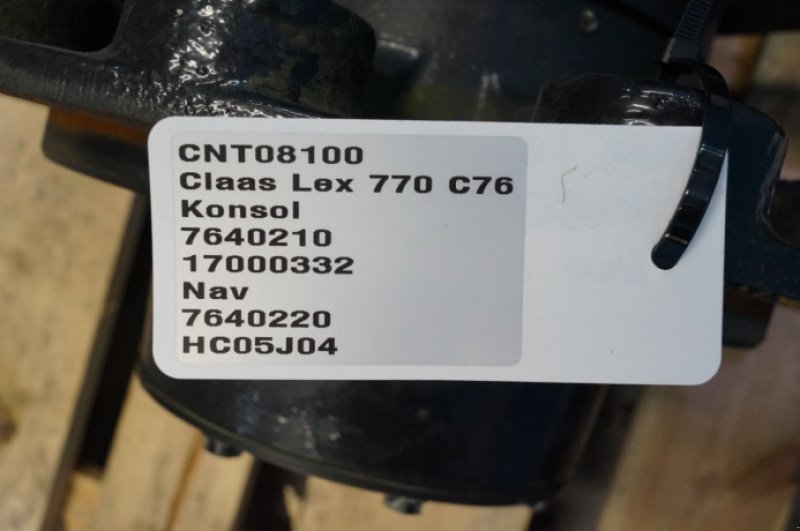 CNT08100
Claas Lex 770 C76
Konsol
7640210
17000332
Nav
7640220
HC05J04